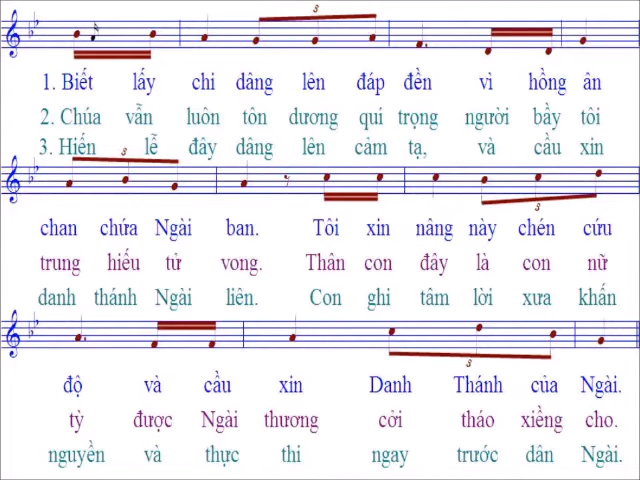 3
1. Biết lấy chi dâng lên đáp đền vì hồng ân
2. Chúa vẫn luôn tôn dương quí trọng người bầy tôi
3. Hiến lễ đây dâng lên cảm tạ, và cầu xin
3 3
chan chứa Ngài ban. Tôi xin nâng này chén cứu
trung hiếu tử vong. Thân con đây là con nữ
danh thánh Ngài liên. Con ghi tâm lời xưa khấn
3
độ và cầu xin Danh Thánh của Ngài.
tỳ được Ngài thương cởi tháo xiềng cho.
nguyền và thực thi ngay trước dân Ngài.